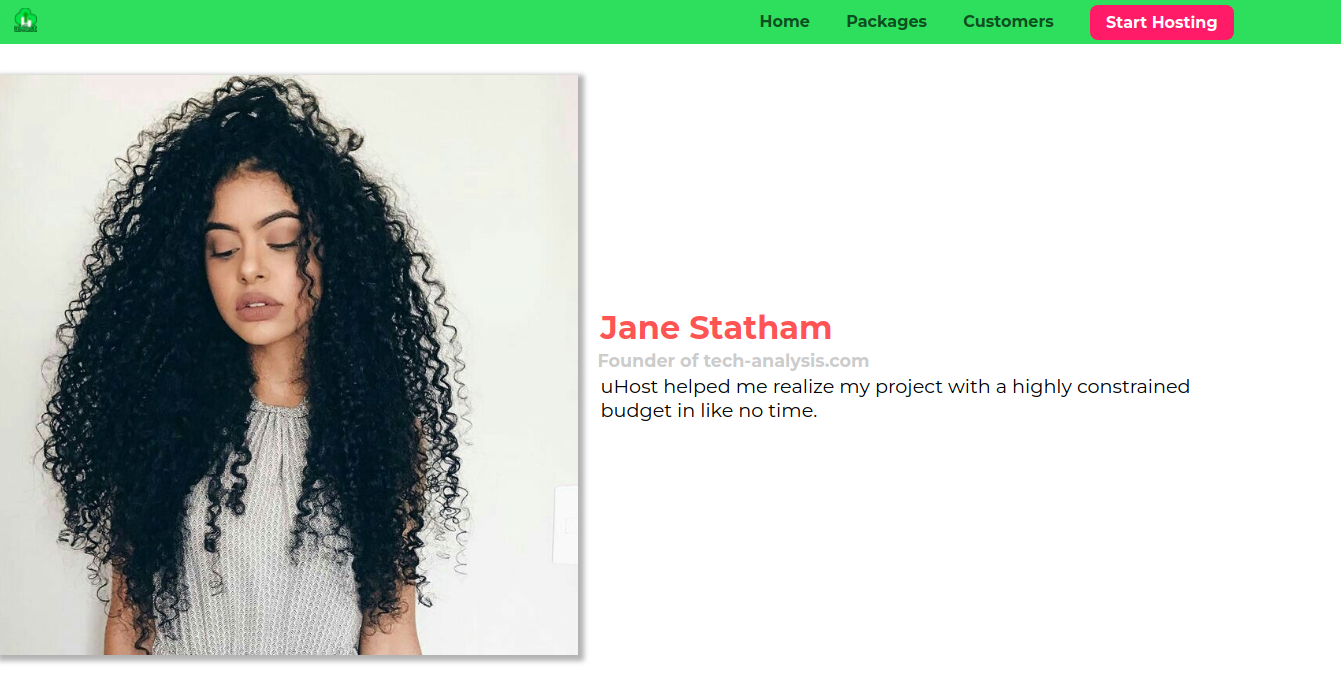 Home Packages Customers Start Hosting
Jane Statham
Founder of tech-analysis.com
uHost helped me realize my project with a highly constrained
budget in like no time.